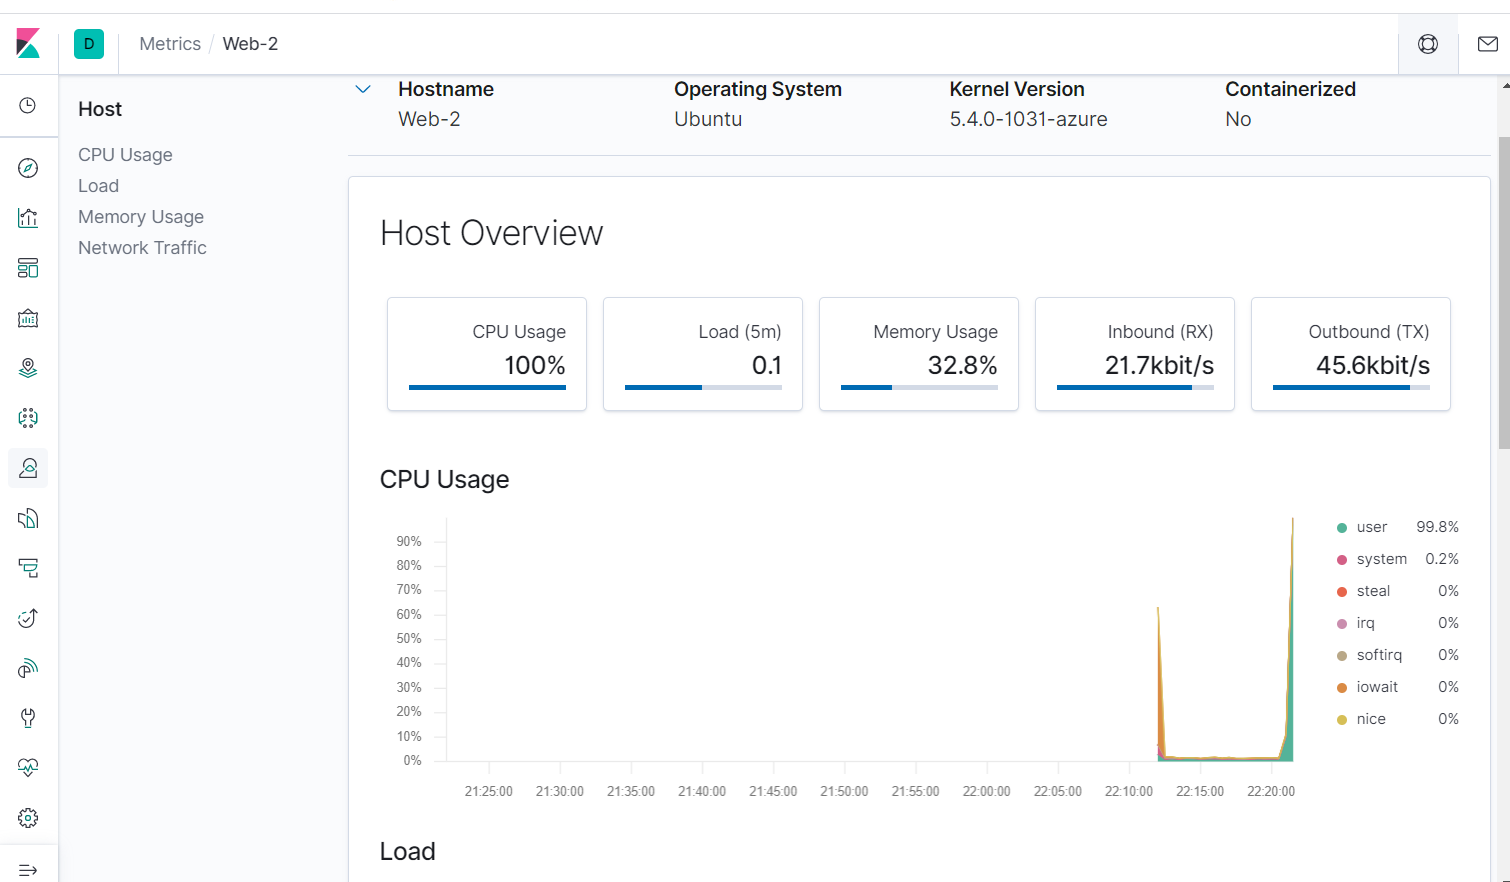 D
Metrics / Web-2
Host
CPU Usage
Load
Memory Usage
Network Traffic
Hostname Operating System Kernel Version Containerized
Web-2 Ubuntu 5.4.0-1031-azure No
Host Overview
CPU Usage Load (5m) Memory Usage Inbound (RX) Outbound (TX)
100% 0.1 32.8% 21.7kbit/s 45.6kbit/s
CPU Usage
90%
80%
70%
60%
50%
40%
30%
20%
10%
0%
21:25:00 21:30:00 21:35:00 21:40:00 21:45:00 21:50:00 21:55:00 22:00:00 22:05:00 22:10:00 22:15:00 22:20:00
user 99.8%
system 0.2%
steal 0%
irq 0%
softirq 0%
iowait 0%
nice 0%
Load